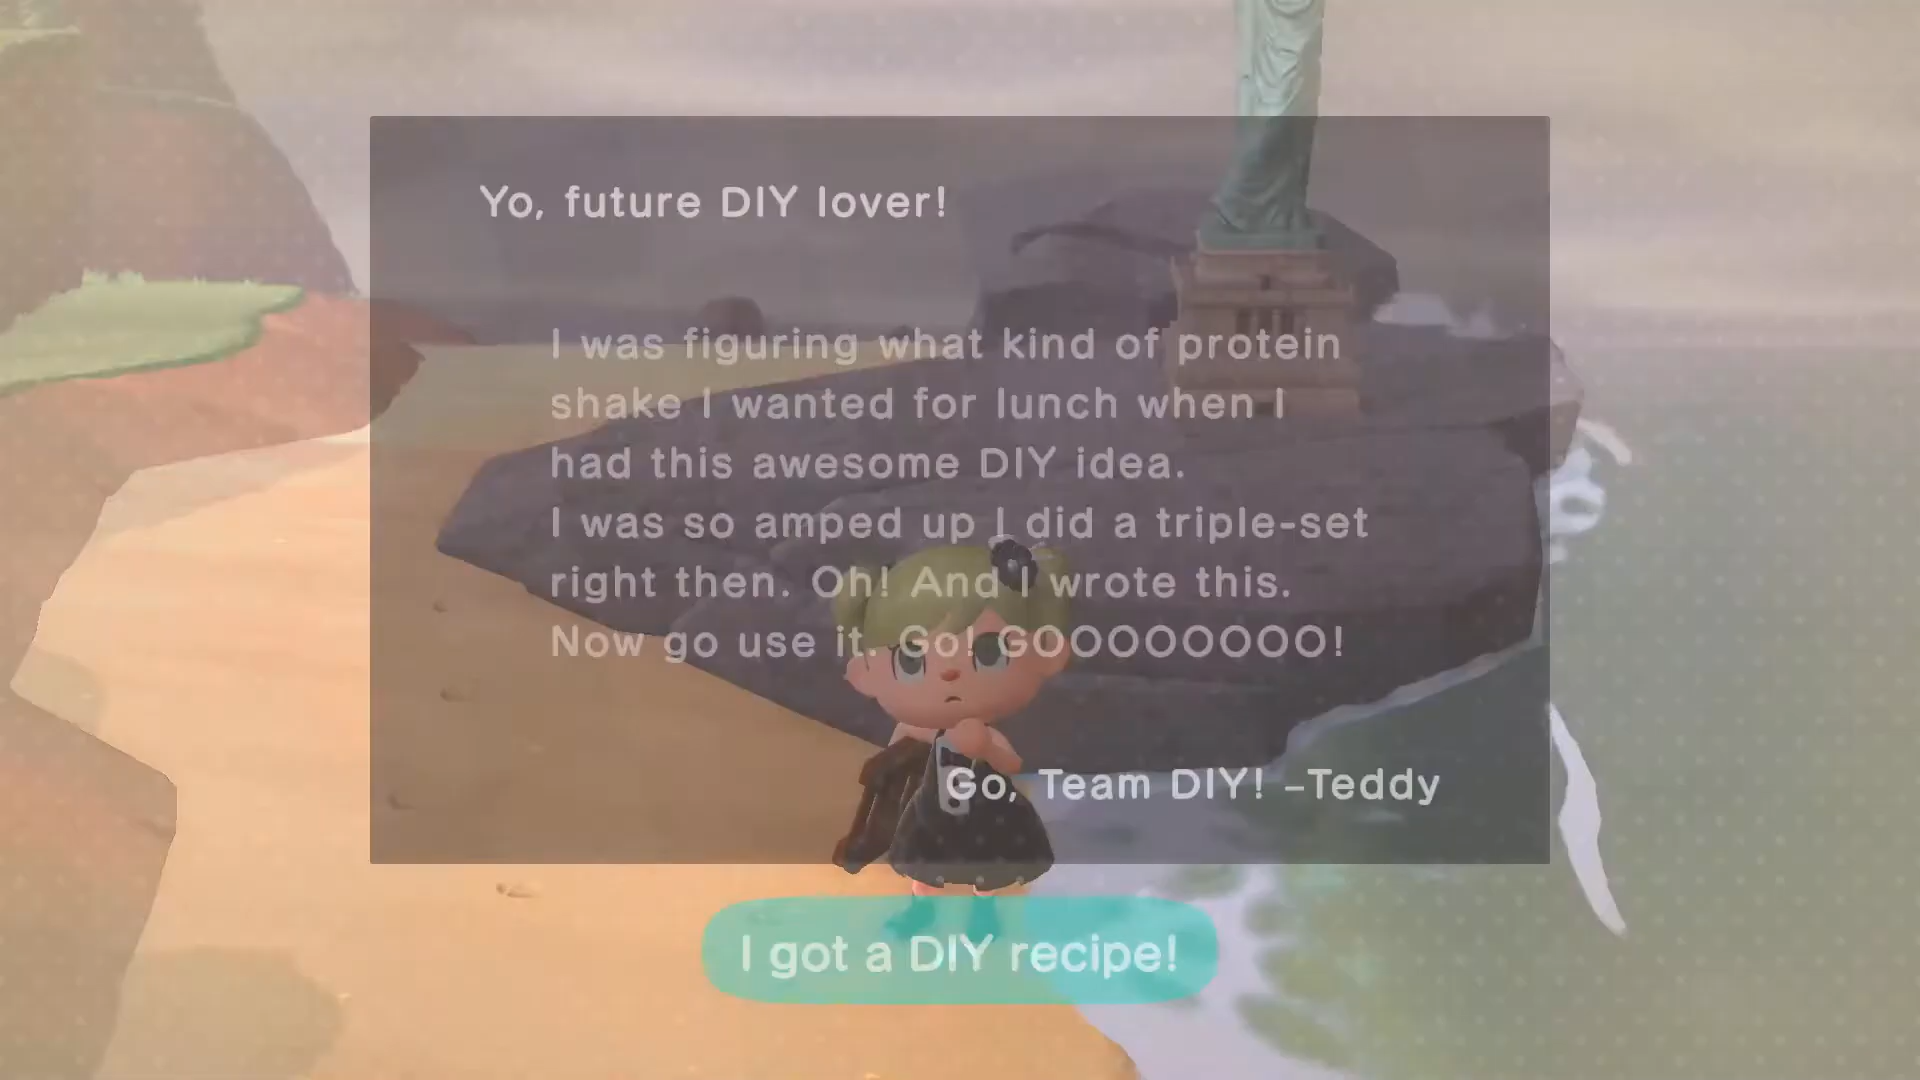 Yo, future DIY lover!
I was figuring what kind of protein
shake I wanted for lunch when I
had this awesome DIY idea.
I was so amped up I did a triple-set
right then. Oh! And I wrote this.
Now go use it. Go! GOOOOOOOO!
Go, Team DIY! –Teddy
I got a DIY recipe!